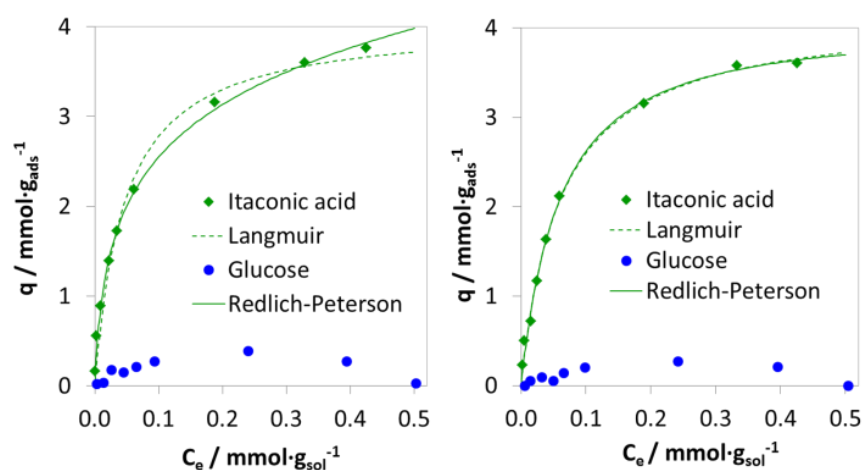 4
3
2
1
0
q / mmol·g_ads^-1
Itaconic acid
Langmuir
Glucose
Redlich-Peterson
0.0 0.1 0.2 0.3 0.4 0.5
C_e / mmol·g_sol^-1
4
3
2
1
0
q / mmol·g_ads^-1
Itaconic acid
Langmuir
Glucose
Redlich-Peterson
0.0 0.1 0.2 0.3 0.4 0.5
C_e / mmol·g_sol^-1